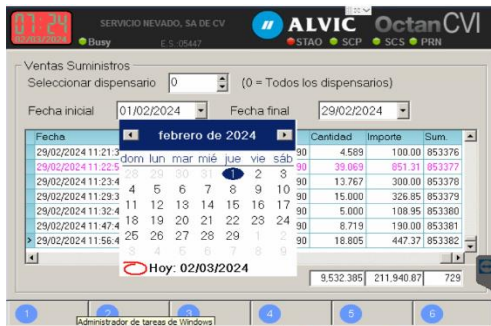 07:24
02/03/2024
SERVICIO NEVADO, SA DE CV
Busy
E.S.:05447
ALVIC OctanCVI
STAO SCP SCS PRN
Ventas Suministros
Seleccionar dispensario 0 (0 = Todos los dispensarios)
Fecha inicial 01/02/2024 Fecha final 29/02/2024
Fecha Cantidad Importe Sum.
29/02/2024 11:21:3 90 4.589 100.00 853376
29/02/2024 11:22:5 90 39.069 851.31 853377
29/02/2024 11:23:4 90 13.767 300.00 853378
29/02/2024 11:29:3 90 15.000 326.85 853379
29/02/2024 11:32:4 90 5.000 108.95 853380
29/02/2024 11:47:4 90 8.719 190.00 853381
29/02/2024 11:56:4 90 18.805 447.37 853382
febrero de 2024
dom lun mar mié jue vie sáb
28 29 30 31 1 2 3
4 5 6 7 8 9 10
11 12 13 14 15 16 17
18 19 20 21 22 23 24
25 26 27 28 29 1 2
3 4 5 6 7 8 9
Hoy: 02/03/2024
9,532.385 211,940.87 729
1 2 3 4 5 6
Administrador de tareas de Windows